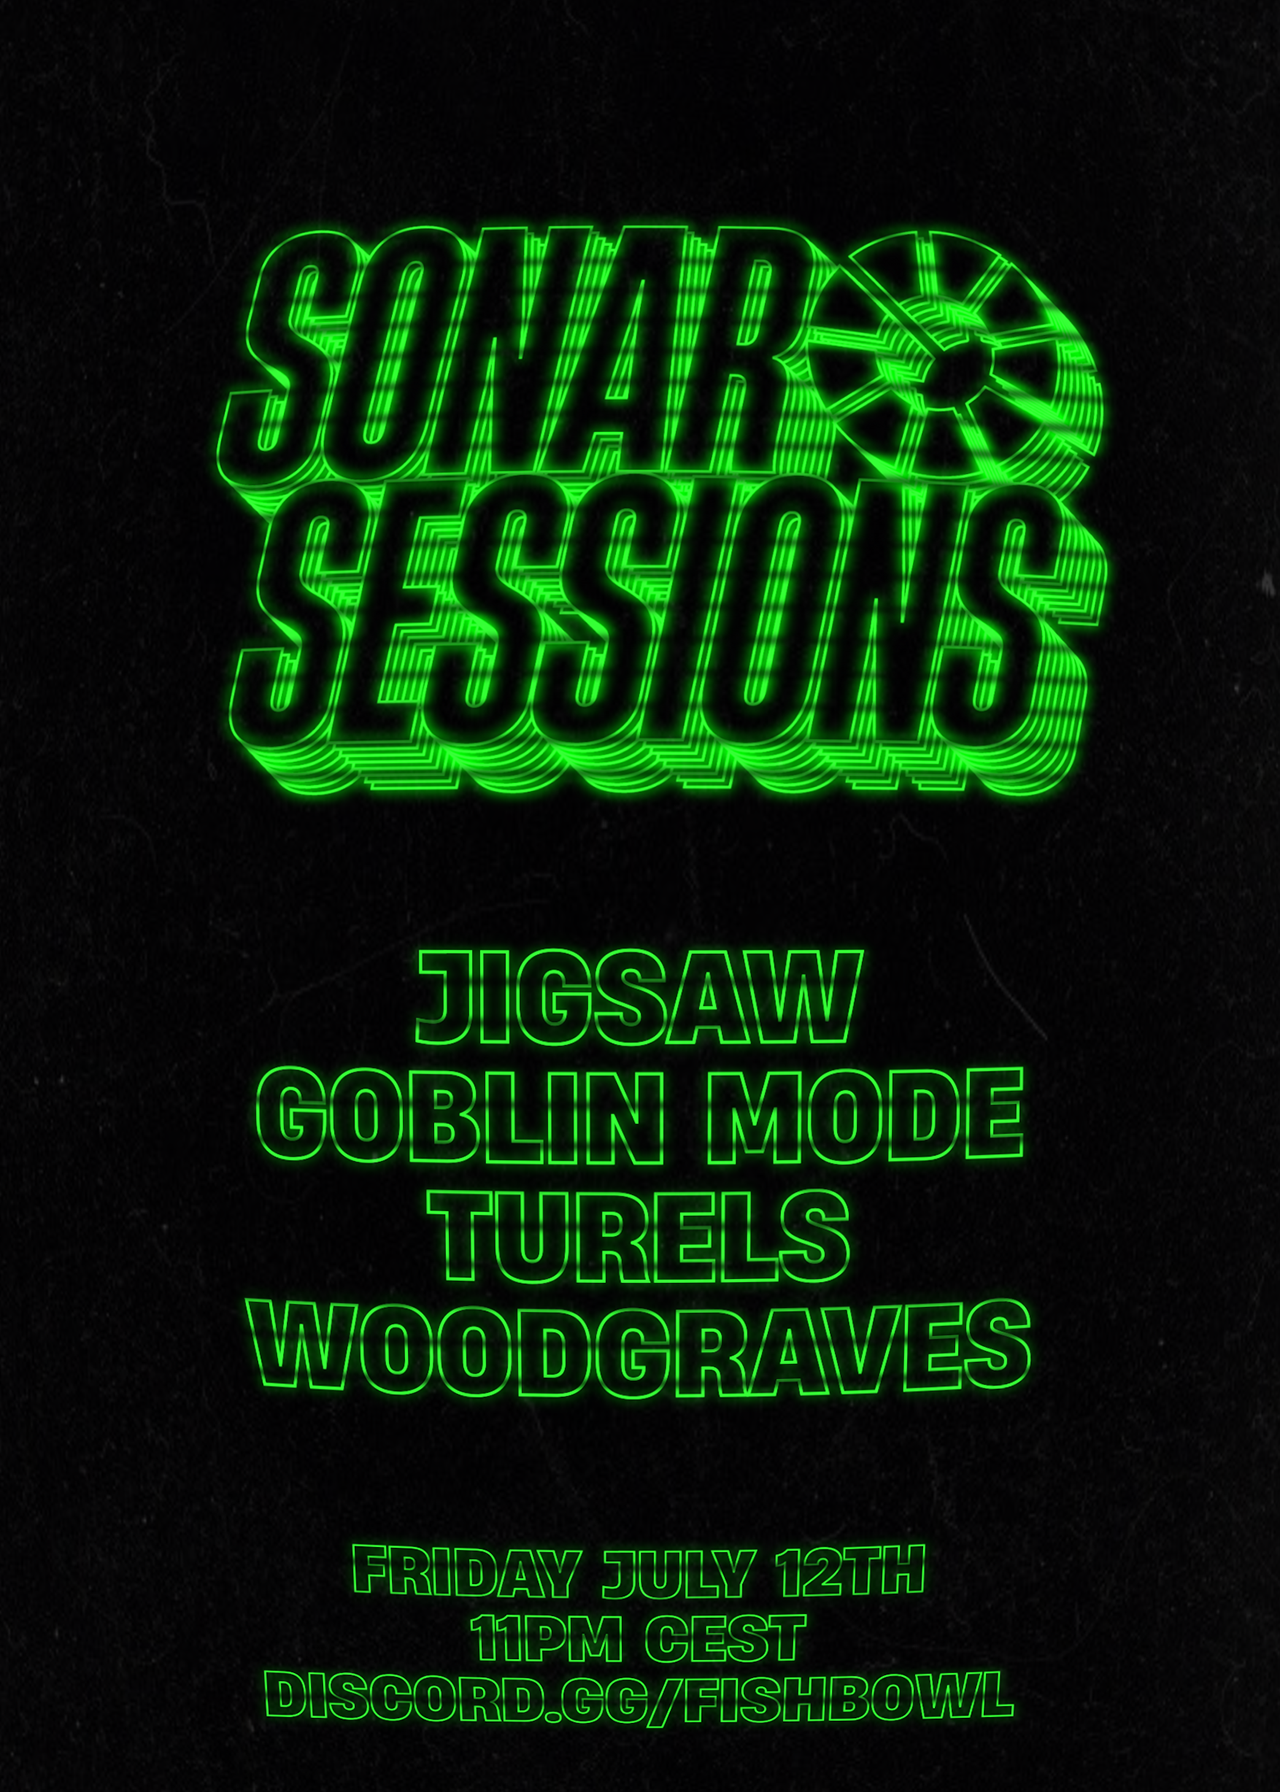 SONAR
SESSIONS
JIGSAW
GOBLIN MODE
TURELS
WOODGRAVES
FRIDAY JULY 12TH
11PM CEST
DISCORD.GG/FISHBOWL